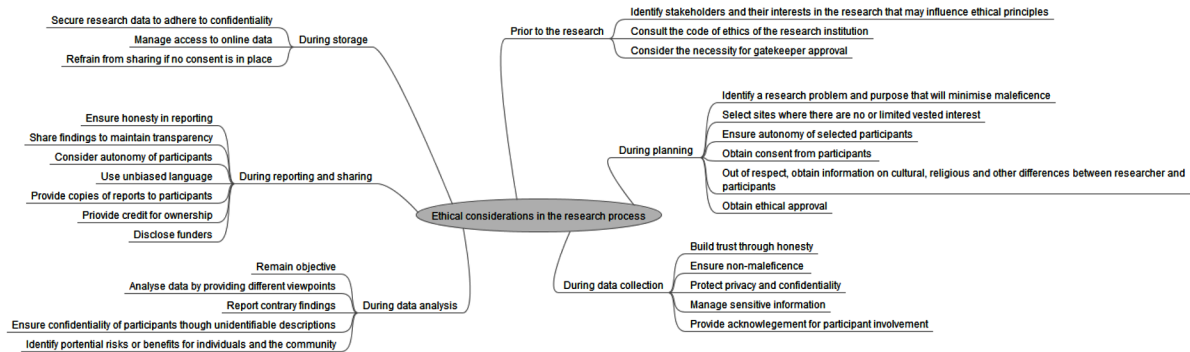 Ethical considerations in the research process
Prior to the research
Identify stakeholders and their interests in the research that may influence ethical principles
Consult the code of ethics of the research institution
Consider the necessity for gatekeeper approval
During planning
Identify a research problem and purpose that will minimise maleficence
Select sites where there are no or limited vested interest
Ensure autonomy of selected participants
Obtain consent from participants
Out of respect, obtain information on cultural, religious and other differences between researcher and
participants
Obtain ethical approval
During data collection
Build trust through honesty
Ensure non-maleficence
Protect privacy and confidentiality
Manage sensitive information
Provide acknowlegement for participant involvement
During data analysis
Remain objective
Analyse data by providing different viewpoints
Report contrary findings
Ensure confidentiality of participants though unidentifiable descriptions
Identify portential risks or benefits for individuals and the community
During reporting and sharing
Ensure honesty in reporting
Share findings to maintain transparency
Consider autonomy of participants
Use unbiased language
Provide copies of reports to participants
Priovide credit for ownership
Disclose funders
During storage
Secure research data to adhere to confidentiality
Manage access to online data
Refrain from sharing if no consent is in place